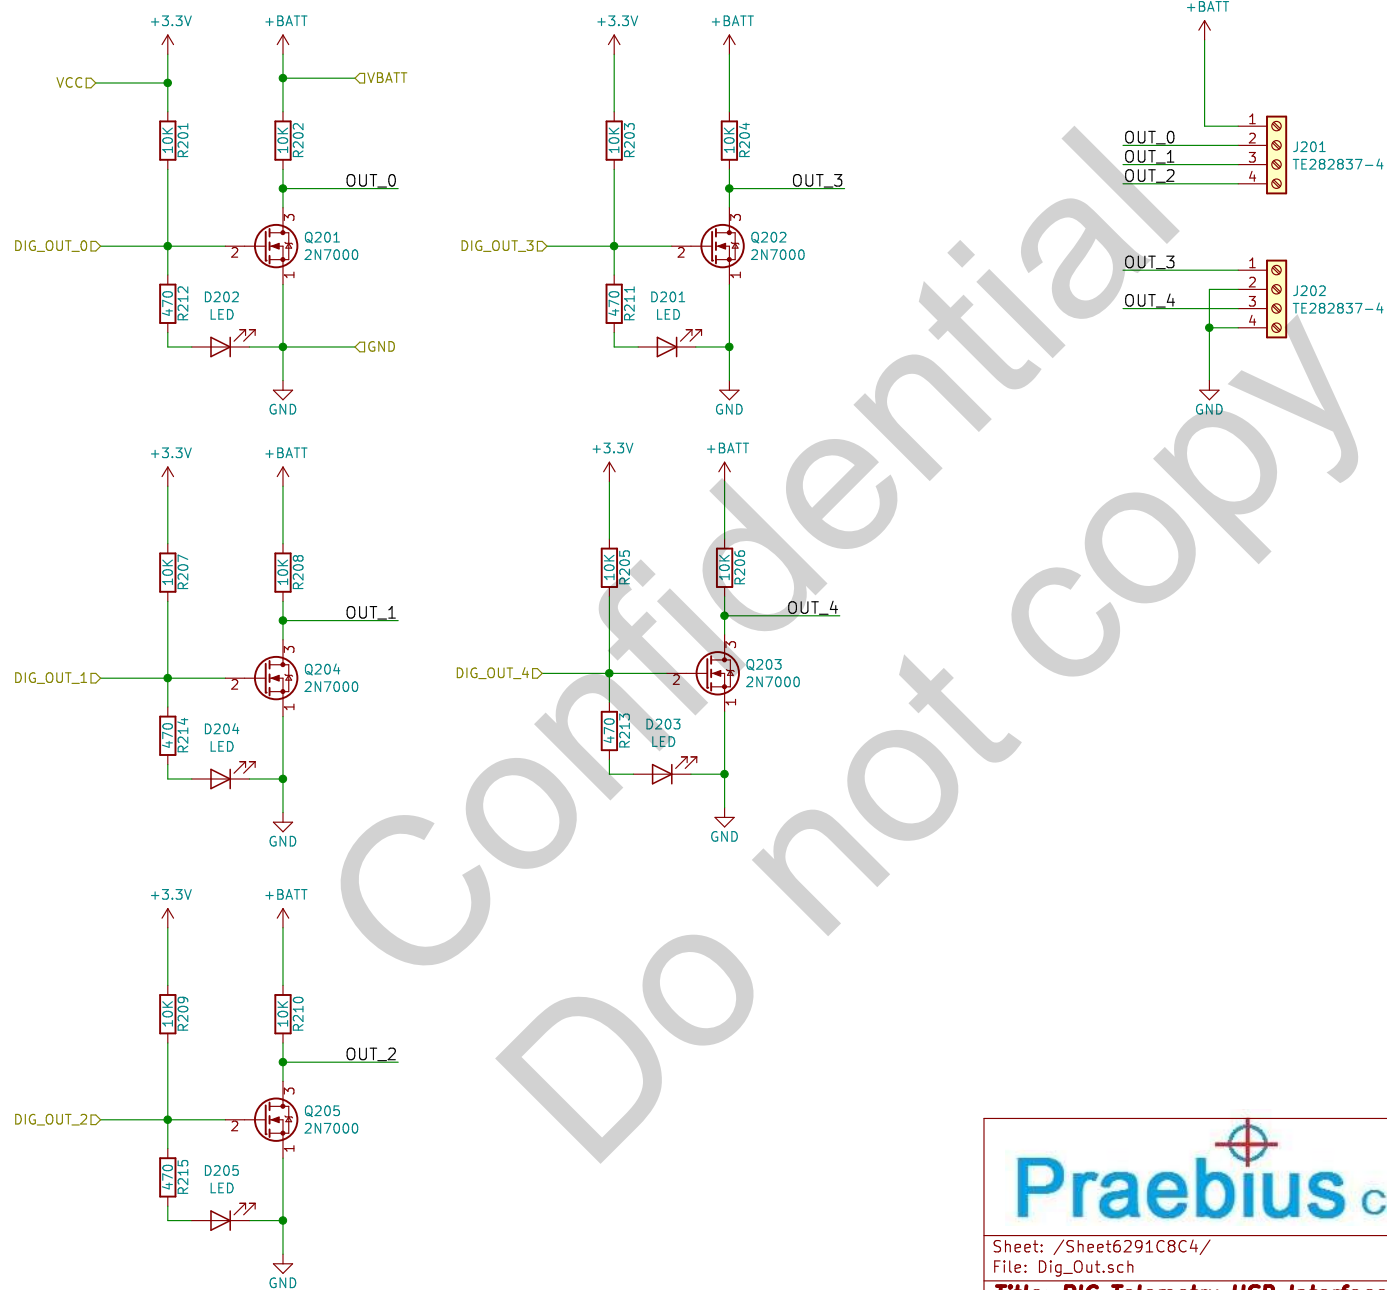 +3.3V
+BATT
VCC
VBATT
10K
R201
10K
R202
OUT_0
DIG_OUT_0
2
3
1
Q201
2N7000
470
R212
D202
LED
GND
GND
+3.3V
+BATT
10K
R203
10K
R204
OUT_3
DIG_OUT_3
2
3
1
Q202
2N7000
470
R211
D201
LED
GND
+BATT
OUT_0
OUT_1
OUT_2
1
2
3
4
J201
TE282837-4
OUT_3
OUT_4
1
2
3
4
J202
TE282837-4
GND
+3.3V
+BATT
10K
R207
10K
R208
OUT_1
DIG_OUT_1
2
3
1
Q204
2N7000
470
R214
D204
LED
GND
+3.3V
+BATT
10K
R205
10K
R206
OUT_4
DIG_OUT_4
2
3
1
Q203
2N7000
470
R213
D203
LED
GND
+3.3V
+BATT
10K
R209
10K
R210
OUT_2
DIG_OUT_2
2
3
1
Q205
2N7000
470
R215
D205
LED
GND
Confidential
Do not copy
Praebius C
Sheet: /Sheet6291C8C4/
File: Dig_Out.sch